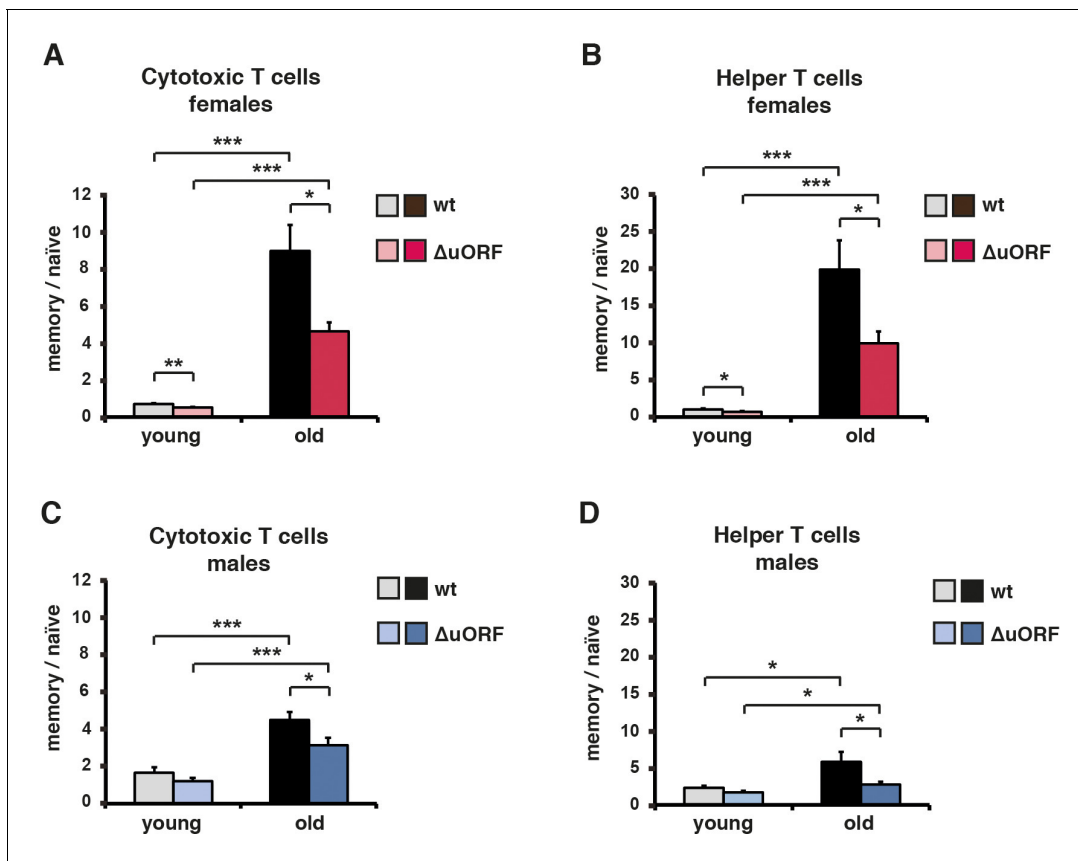 A
Cytotoxic T cells
females
***
***
*
**
12
10
8
6
4
2
0
memory / naïve
young
old
wt
ΔuORF
B
Helper T cells
females
***
***
*
*
30
25
20
15
10
5
0
memory / naïve
young
old
wt
ΔuORF
C
Cytotoxic T cells
males
***
***
*
12
10
8
6
4
2
0
memory / naïve
young
old
wt
ΔuORF
D
Helper T cells
males
*
*
*
30
25
20
15
10
5
0
memory / naïve
young
old
wt
ΔuORF